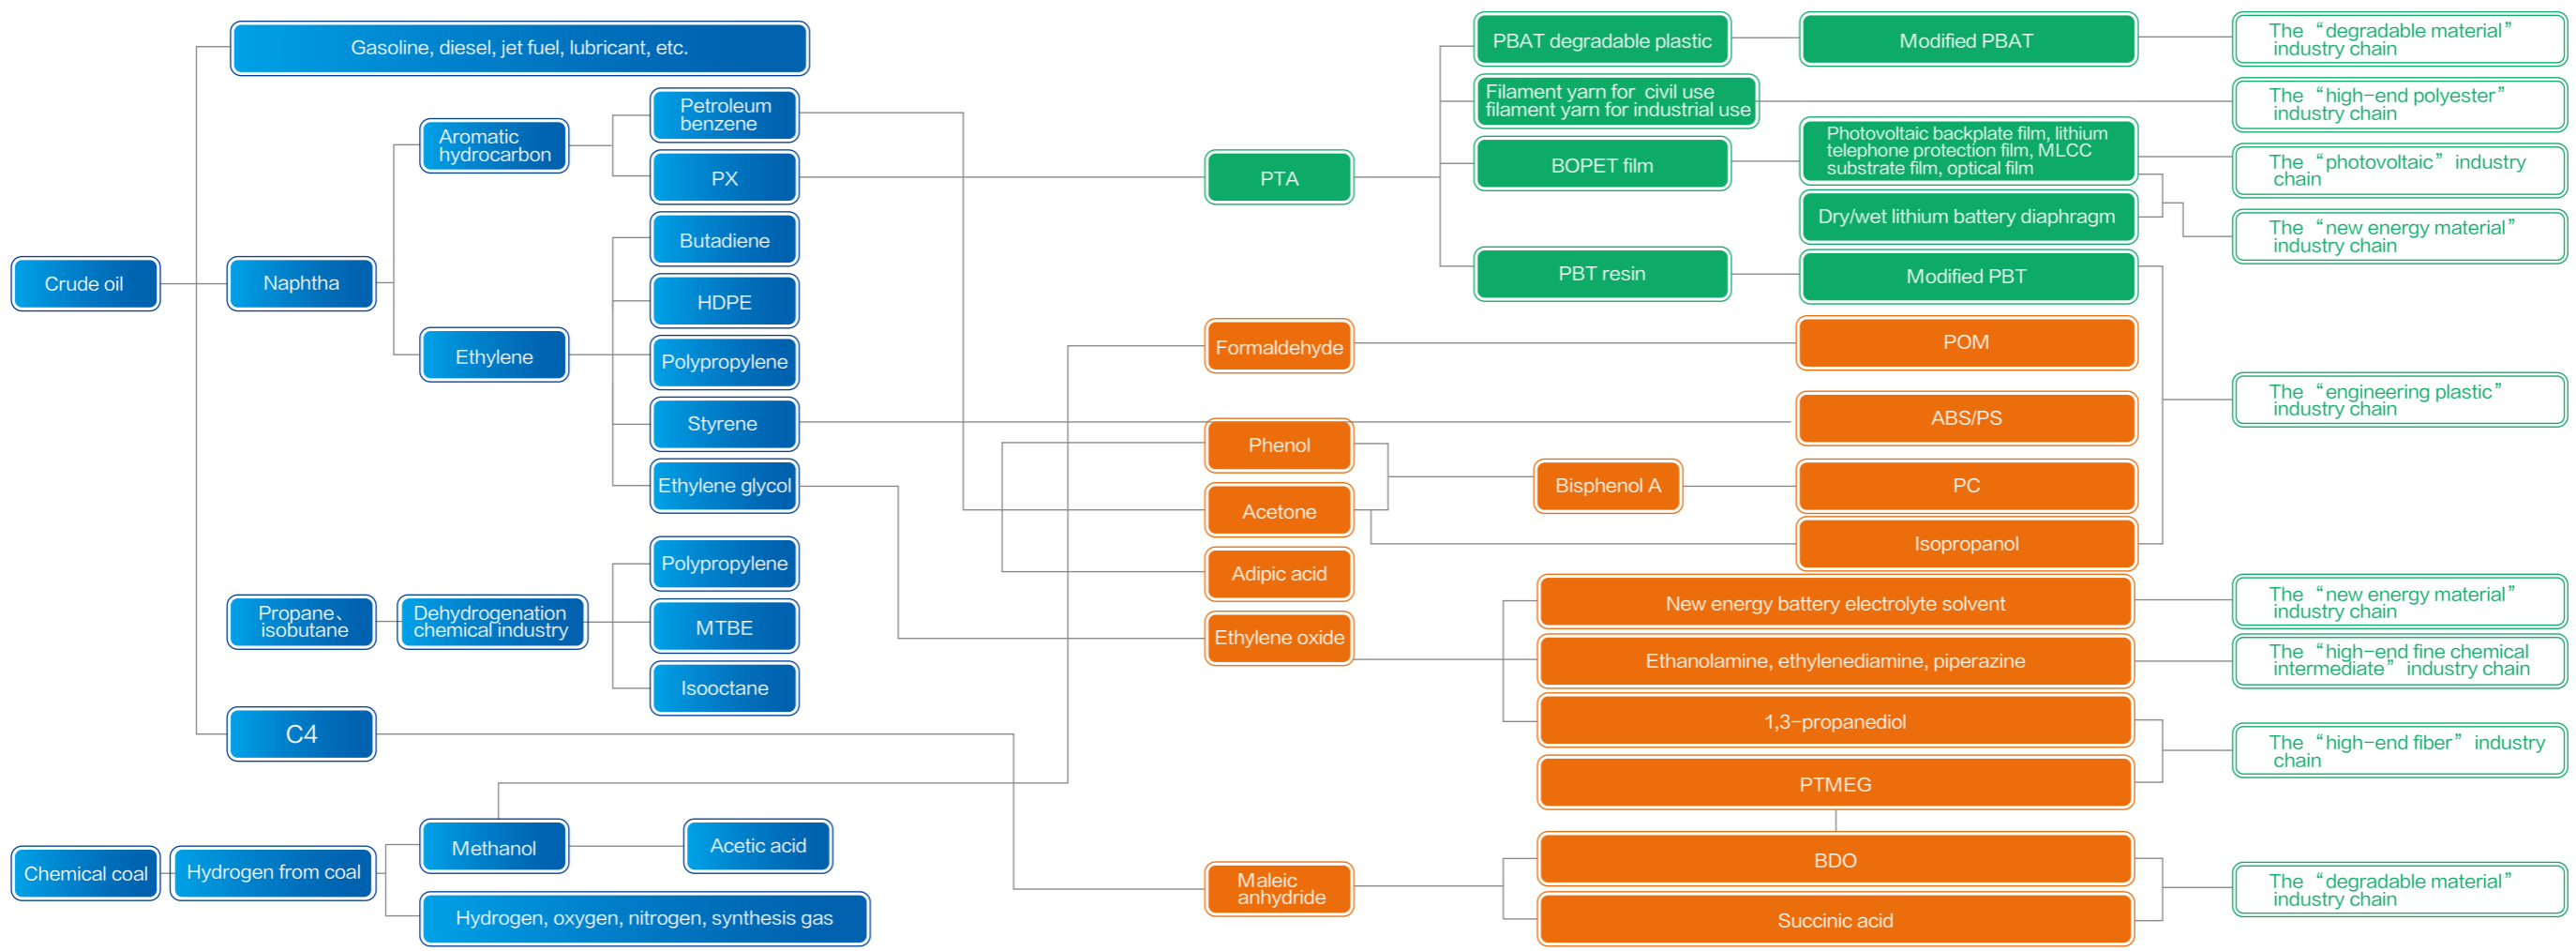 Gasoline, diesel, jet fuel, lubricant, etc.
Petroleum
benzene
Aromatic
hydrocarbon
PX
Butadiene
Crude oil
Naphtha
HDPE
Ethylene
Polypropylene
Styrene
Ethylene glycol
Polypropylene
Propane、
isobutane
Dehydrogenation
chemical industry
MTBE
Isooctane
C4
Methanol
Acetic acid
Chemical coal
Hydrogen from coal
Hydrogen, oxygen, nitrogen, synthesis gas
PTA
PBAT degradable plastic
Modified PBAT
Filament yarn for civil use
filament yarn for industrial use
BOPET film
Photovoltaic backplate film, lithium
telephone protection film, MLCC
substrate film, optical film
Dry/wet lithium battery diaphragm
PBT resin
Modified PBT
Formaldehyde
POM
ABS/PS
Phenol
Bisphenol A
PC
Acetone
Isopropanol
Adipic acid
Ethylene oxide
New energy battery electrolyte solvent
Ethanolamine, ethylenediamine, piperazine
1,3-propanediol
PTMEG
Maleic
anhydride
BDO
Succinic acid
The “degradable material”
industry chain
The “high-end polyester”
industry chain
The “photovoltaic” industry
chain
The “new energy material”
industry chain
The “engineering plastic”
industry chain
The “new energy material”
industry chain
The “high-end fine chemical
intermediate” industry chain
The “high-end fiber” industry
chain
The “degradable material”
industry chain